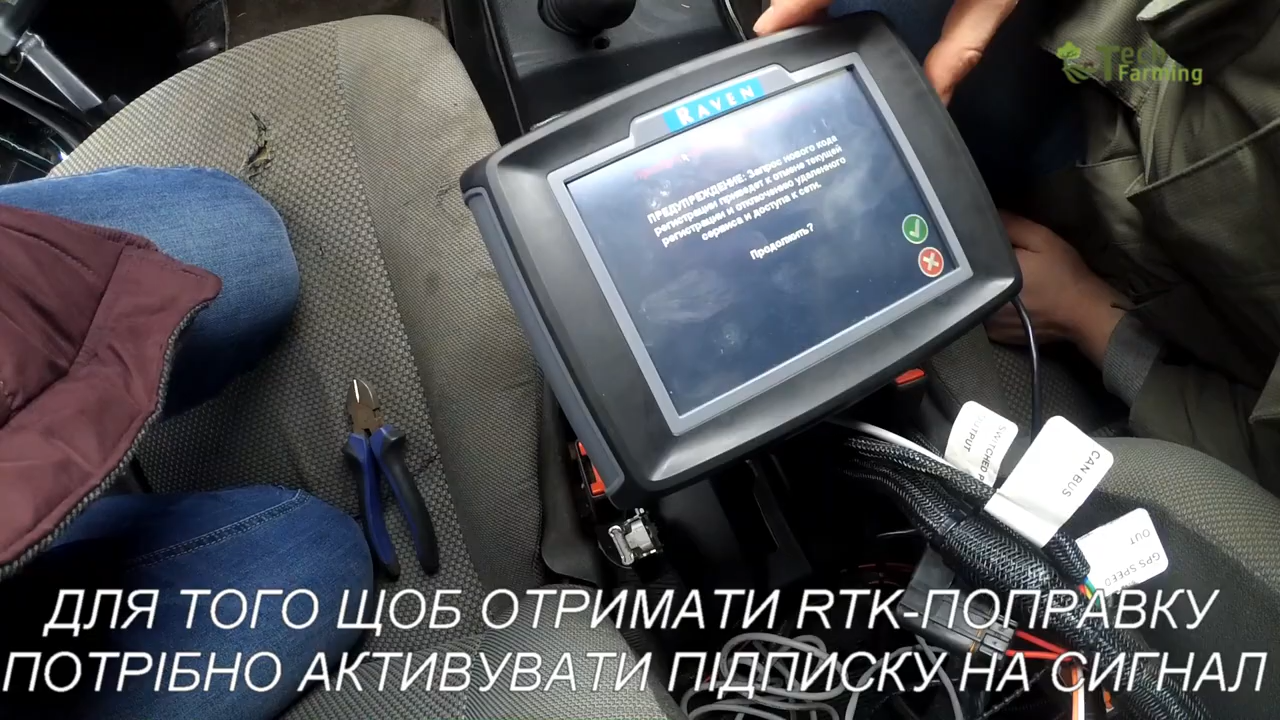 Tech
Farming
RAVEN
ПРЕДУПРЕЖДЕНИЕ: Запрос нового кода
регистрации приведет к отмене текущей
регистрации и отключению удаленного
сервиса и доступа к сети.
Продолжить?
SWITCHED
CAN BUS
GPS SPEED
OUT
ДЛЯ ТОГО ЩОБ ОТРИМАТИ RTK-ПОПРАВКУ
ПОТРІБНО АКТИВУВАТИ ПІДПИСКУ НА СИГНАЛ